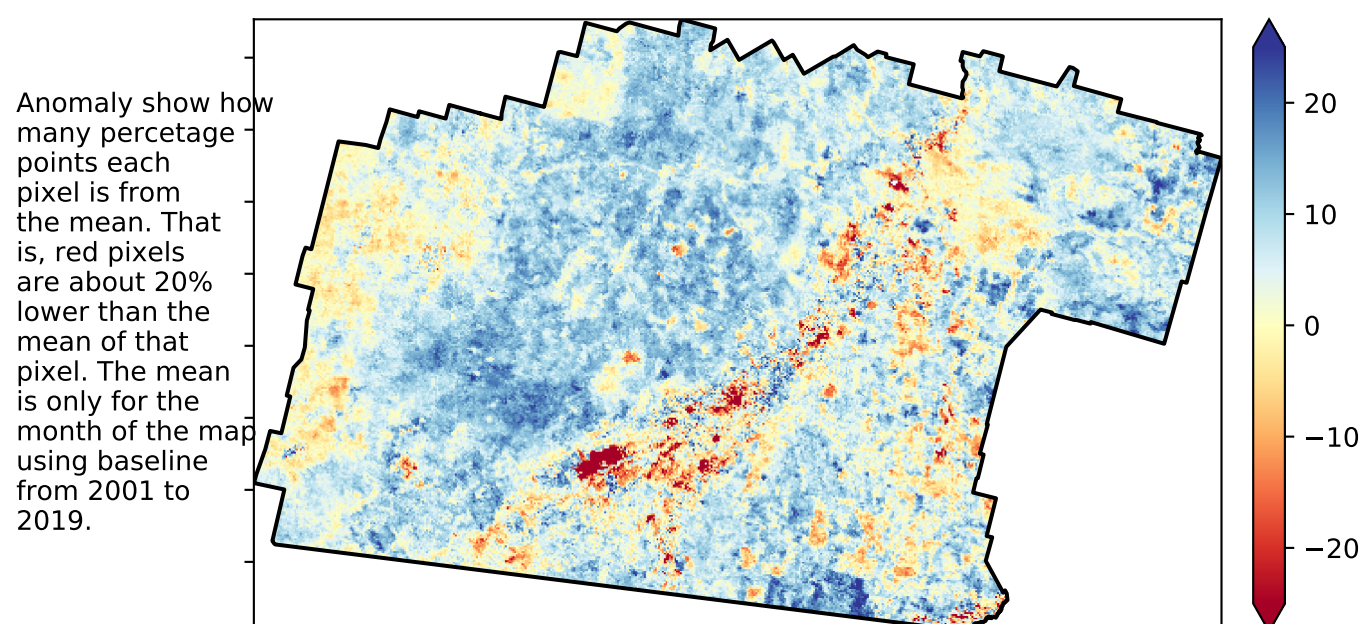 Anomaly show how
many percetage
points each
pixel is from
the mean. That
is, red pixels
are about 20%
lower than the
mean of that
pixel. The mean
is only for the
month of the map
using baseline
from 2001 to
2019.
20
10
0
−10
−20